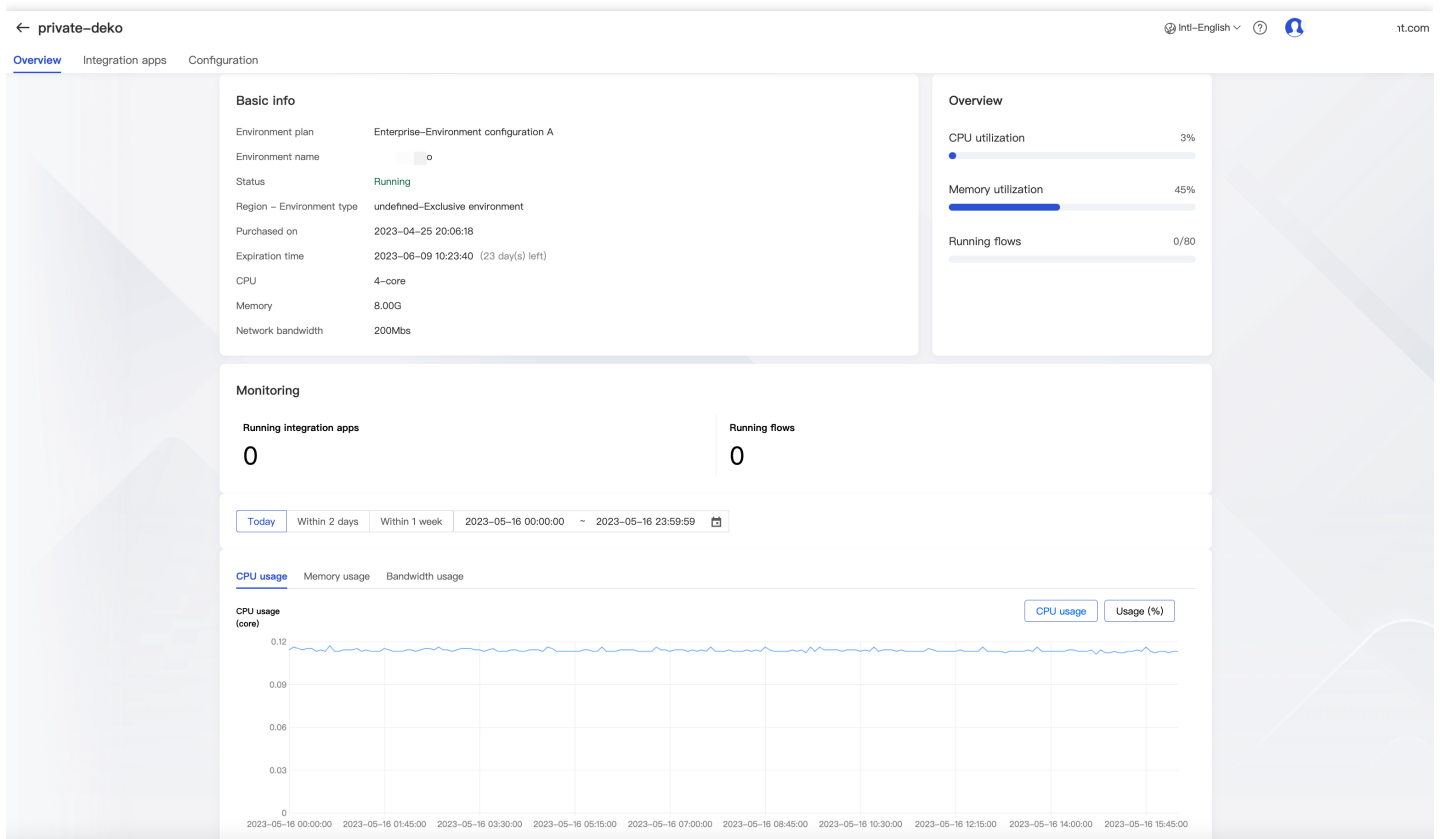 ← private-deko
Intl-English
?
nt.com
Overview Integration apps Configuration
Basic info
Environment plan Enterprise-Environment configuration A
Environment name o
Status Running
Region - Environment type undefined-Exclusive environment
Purchased on 2023-04-25 20:06:18
Expiration time 2023-06-09 10:23:40 (23 day(s) left)
CPU 4-core
Memory 8.00G
Network bandwidth 200Mbs
Overview
CPU utilization 3%
Memory utilization 45%
Running flows 0/80
Monitoring
Running integration apps Running flows
0 0
Today Within 2 days Within 1 week 2023-05-16 00:00:00 ~ 2023-05-16 23:59:59
CPU usage Memory usage Bandwidth usage
CPU usage
(core)
CPU usage Usage (%)
0.12
0.09
0.06
0.03
0
2023-05-16 00:00:00 2023-05-16 01:45:00 2023-05-16 03:30:00 2023-05-16 05:15:00 2023-05-16 07:00:00 2023-05-16 08:45:00 2023-05-16 10:30:00 2023-05-16 12:15:00 2023-05-16 14:00:00 2023-05-16 15:45:00